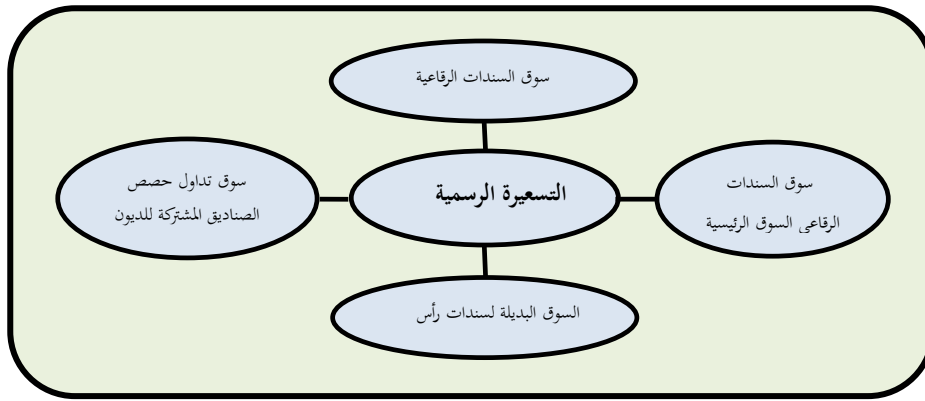 سوق السندات الرقاعية
سوق السندات
الرقاعي السوق الرئيسية
التسعيرة الرسمية
سوق تداول حصص
الصناديق المشتركة للديون
السوق البديلة لسندات رأس